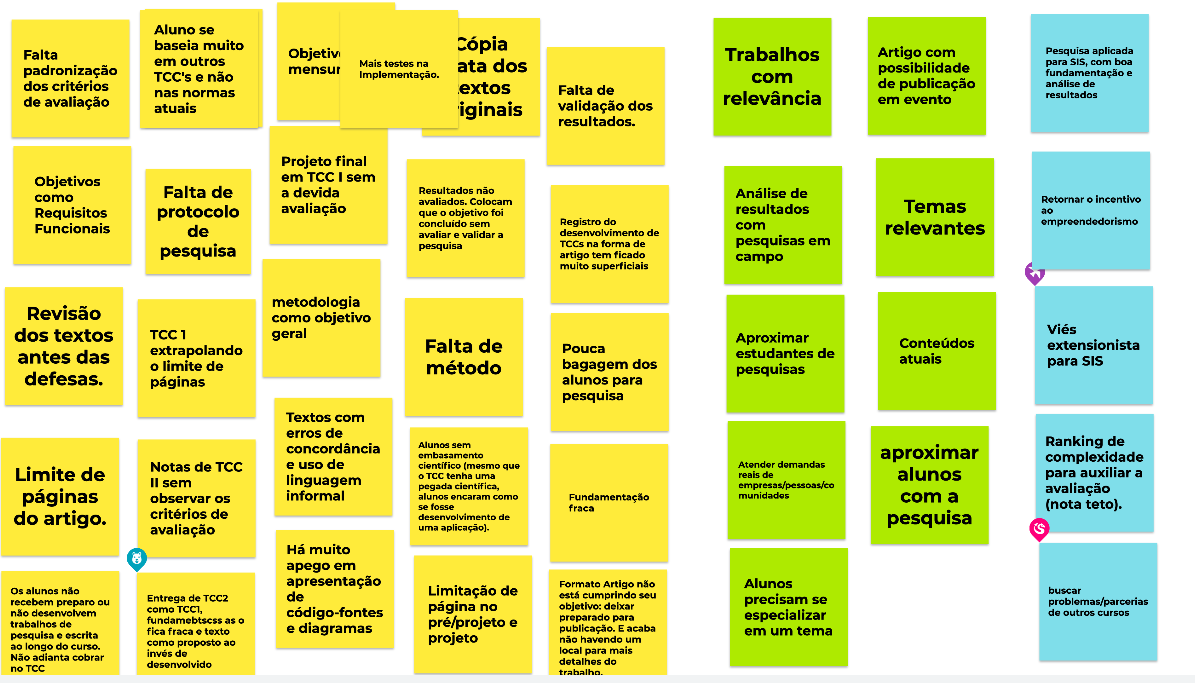 Falta
padronização
dos critérios
de avaliação
Aluno se
baseia muito
em outros
TCC's e não
nas normas
atuais
Objetiv
mensur
Mais testes na
Implementação.
Cópia
ata dos
extos
iginais
Falta de
validação dos
resultados.
Objetivos
como
Requisitos
Funcionais
Falta de
protocolo
de
pesquisa
Projeto final
em TCC I sem
a devida
avaliação
Resultados não
avaliados. Colocam
que o objetivo foi
concluído sem
avaliar e validar a
pesquisa
Registro do
desenvolvimento de
TCCs na forma de
artigo tem ficado
muito superficiais
Revisão
dos textos
antes das
defesas.
TCC 1
extrapolando
o limite de
páginas
metodologia
como objetivo
geral
Falta de
método
Pouca
bagagem dos
alunos para
pesquisa
Limite de
páginas
do artigo.
Notas de TCC
II sem
observar os
critérios de
avaliação
Textos com
erros de
concordância
e uso de
linguagem
informal
Alunos sem
embasamento
científico (mesmo que
o TCC tenha uma
pegada científica,
alunos encaram como
se fosse
desenvolvimento de
uma aplicação).
Fundamentação
fraca
Os alunos não
recebem preparo ou
não desenvolvem
trabalhos de
pesquisa e escrita
ao longo do curso.
Não adianta cobrar
no TCC
Entrega de TCC2
como TCC1,
fundamebtscss as o
fica fraca e texto
como proposto ao
invés de
desenvolvido
Há muito
apego em
apresentação
de
código-fontes
e diagramas
Limitação de
página no
pré/projeto e
projeto
Formato Artigo não
está cumprindo seu
objetivo: deixar
preparado para
publicação. E acaba
não havendo um
local para mais
detalhes do
trabalho.
Trabalhos
com
relevância
Artigo com
possibilidade
de publicação
em evento
Análise de
resultados
com
pesquisas em
campo
Temas
relevantes
Aproximar
estudantes de
pesquisas
Conteúdos
atuais
Atender demandas
reais de
empresas/pessoas/co
munidades
aproximar
alunos
com a
pesquisa
Alunos
precisam se
especializar
em um tema
Pesquisa aplicada
para SIS, com boa
fundamentação e
análise de
resultados
Retornar o incentivo
ao
empreendedorismo
Viés
extensionista
para SIS
Ranking de
complexidade
para auxiliar a
avaliação
(nota teto).
buscar
problemas/parcerias
de outros cursos